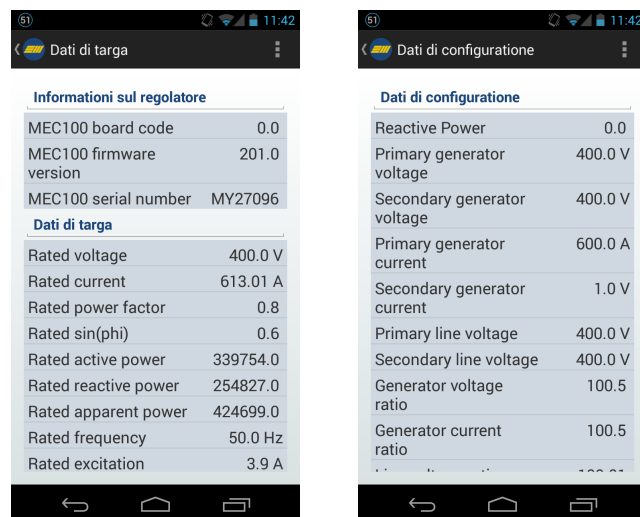 51 11:42
Dati di targa
Informationi sul regolatore
MEC100 board code 0.0
MEC100 firmware 201.0
version
MEC100 serial number MY27096
Dati di targa
Rated voltage 400.0 V
Rated current 613.01 A
Rated power factor 0.8
Rated sin(phi) 0.6
Rated active power 339754.0
Rated reactive power 254827.0
Rated apparent power 424699.0
Rated frequency 50.0 Hz
Rated excitation 3.9 A
51 11:42
Dati di configuratione
Dati di configuratione
Reactive Power 0.0
Primary generator 400.0 V
voltage
Secondary generator 400.0 V
voltage
Primary generator 600.0 A
current
Secondary generator 1.0 V
current
Primary line voltage 400.0 V
Secondary line voltage 400.0 V
Generator voltage 100.5
ratio
Generator current 100.5
ratio